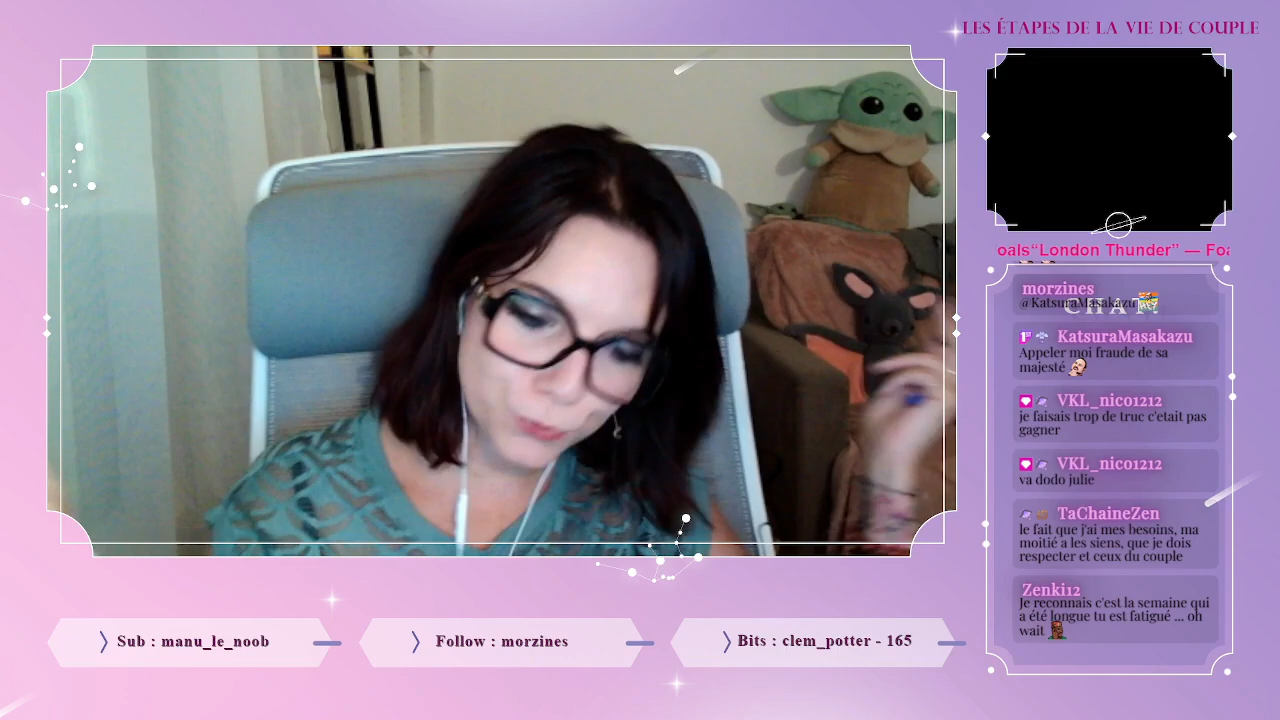 LES ÉTAPES DE LA VIE DE COUPLE
oals“London Thunder” — Foa
CHAT
morzines
@KatsuraMasakazu
KatsuraMasakazu
Appeler moi fraude de sa
majesté
VKL_nico1212
je faisais trop de truc c'etait pas
gagner
VKL_nico1212
va dodo julie
TaChaineZen
le fait que j'ai mes besoins, ma
moitié a les siens, que je dois
respecter et ceux du couple
Zenki12
Je reconnais c'est la semaine qui
a été longue tu est fatigué ... oh
wait
Sub : manu_le_noob
Follow : morzines
Bits : clem_potter - 165